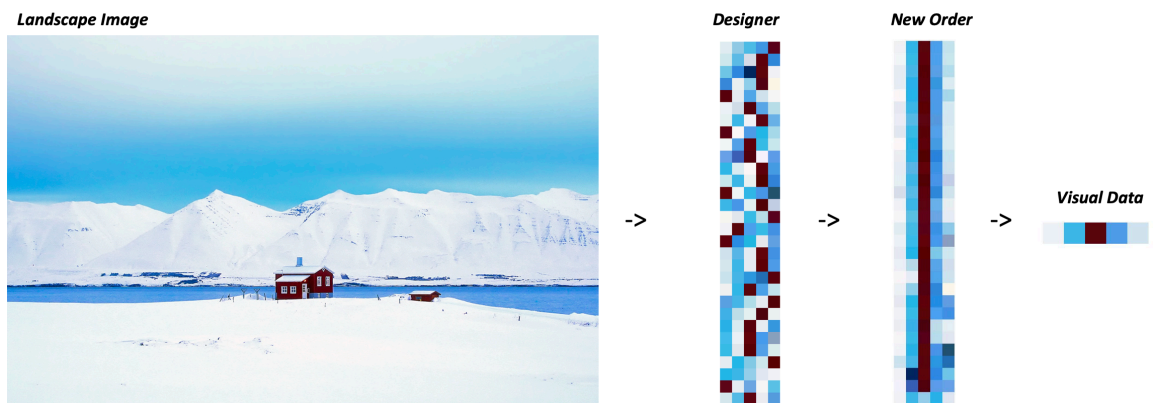 Landscape Image
Designer
New Order
->
->
->
Visual Data